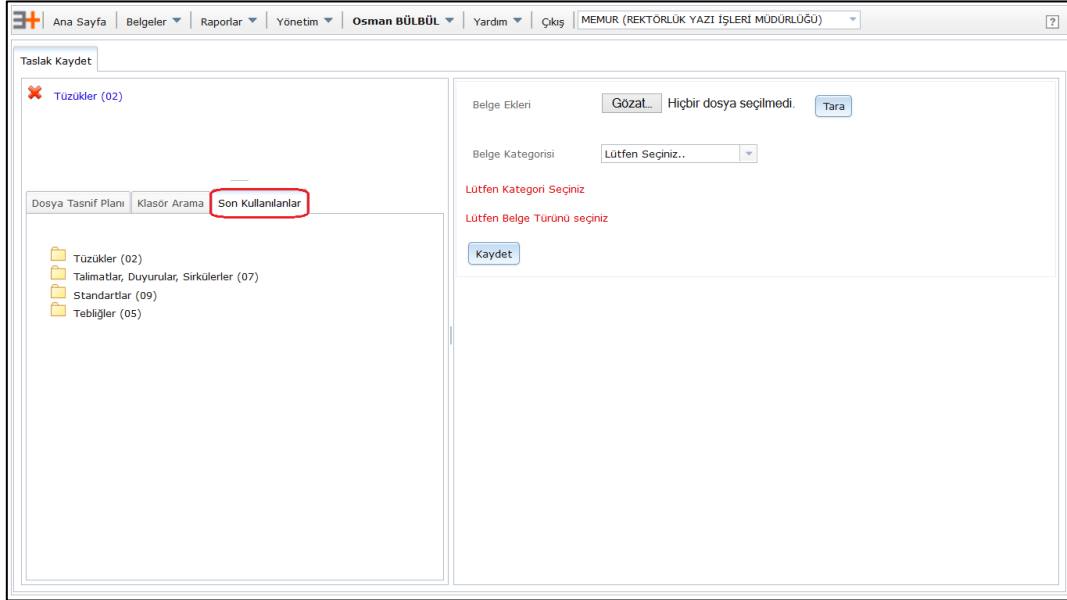 Ana Sayfa Belgeler Raporlar Yönetim Osman BÜLBÜL Yardım Çıkış MEMUR (REKTÖRLÜK YAZI İŞLERİ MÜDÜRLÜĞÜ) ?
Taslak Kaydet
Tüzükler (02)
Dosya Tasnif Planı Klasör Arama Son Kullanılanlar
Tüzükler (02)
Talimatlar, Duyurular, Sirkülerler (07)
Standartlar (09)
Tebliğler (05)
Belge Ekleri Gözat... Hiçbir dosya seçilmedi. Tara
Belge Kategorisi Lütfen Seçiniz..
Lütfen Kategori Seçiniz
Lütfen Belge Türünü seçiniz
Kaydet